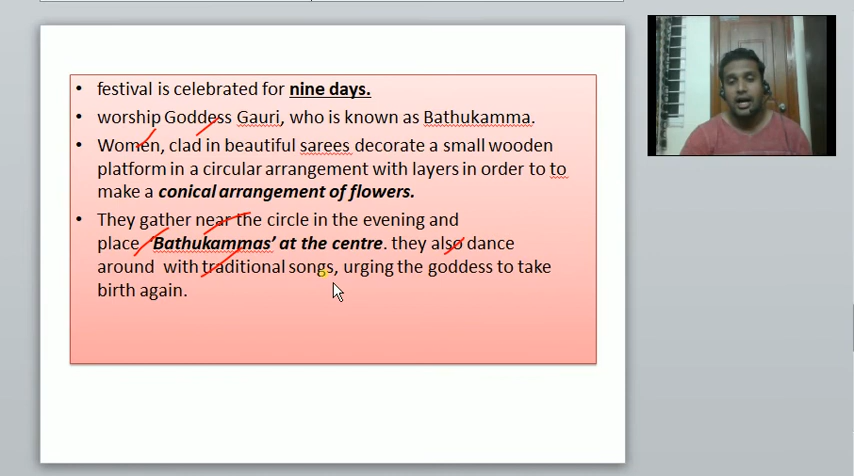 • festival is celebrated for nine days.
• worship Goddess Gauri, who is known as Bathukamma.
• Women, clad in beautiful sarees decorate a small wooden
platform in a circular arrangement with layers in order to to
make a conical arrangement of flowers.
• They gather near the circle in the evening and
place 'Bathukammas' at the centre. they also dance
around with traditional songs, urging the goddess to take
birth again.